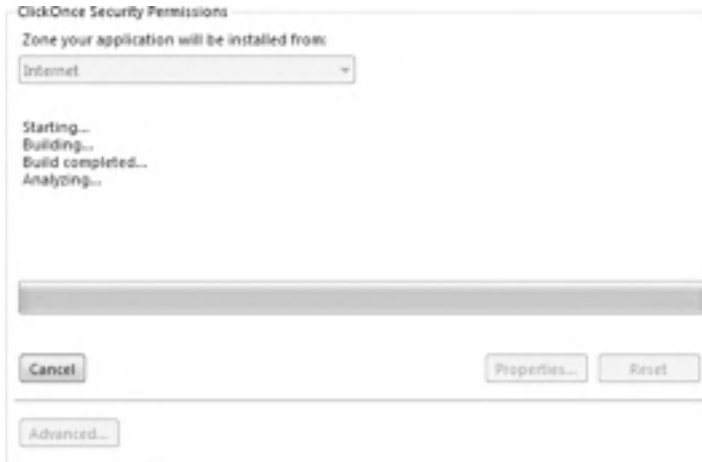 ClickOnce Security Permissions
Zone your application will be installed from:
Internet
Starting...
Building...
Build completed...
Analyzing...
Cancel
Properties...
Reset
Advanced...